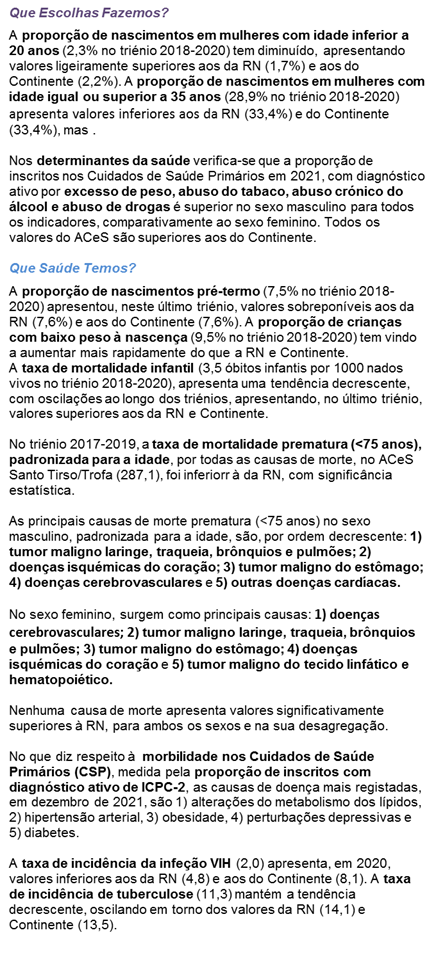 Que Escolhas Fazemos?
A proporção de nascimentos em mulheres com idade inferior a
20 anos (2,3% no triénio 2018-2020) tem diminuído, apresentando
valores ligeiramente superiores aos da RN (1,7%) e aos do
Continente (2,2%). A proporção de nascimentos em mulheres com
idade igual ou superior a 35 anos (28,9% no triénio 2018-2020)
apresenta valores inferiores aos da RN (33,4%) e do Continente
(33,4%), mas .
Nos determinantes da saúde verifica-se que a proporção de
inscritos nos Cuidados de Saúde Primários em 2021, com diagnóstico
ativo por excesso de peso, abuso do tabaco, abuso crónico do
álcool e abuso de drogas é superior no sexo masculino para todos
os indicadores, comparativamente ao sexo feminino. Todos os
valores do ACeS são superiores aos do Continente.
Que Saúde Temos?
A proporção de nascimentos pré-termo (7,5% no triénio 2018-
2020) apresentou, neste último triénio, valores sobreponíveis aos da
RN (7,6%) e aos do Continente (7,6%). A proporção de crianças
com baixo peso à nascença (9,5% no triénio 2018-2020) tem vindo
a aumentar mais rapidamente do que a RN e Continente.
A taxa de mortalidade infantil (3,5 óbitos infantis por 1000 nados
vivos no triénio 2018-2020), apresenta uma tendência decrescente,
com oscilações ao longo dos triénios, apresentando, no último triénio,
valores superiores aos da RN e Continente.
No triénio 2017-2019, a taxa de mortalidade prematura (<75 anos),
padronizada para a idade, por todas as causas de morte, no ACeS
Santo Tirso/Trofa (287,1), foi inferiorr à da RN, com significância
estatística.
As principais causas de morte prematura (<75 anos) no sexo
masculino, padronizada para a idade, são, por ordem decrescente: 1)
tumor maligno laringe, traqueia, brônquios e pulmões; 2)
doenças isquémicas do coração; 3) tumor maligno do estômago;
4) doenças cerebrovasculares e 5) outras doenças cardíacas.
No sexo feminino, surgem como principais causas: 1) doenças
cerebrovasculares; 2) tumor maligno laringe, traqueia, brônquios
e pulmões; 3) tumor maligno do estômago; 4) doenças
isquémicas do coração e 5) tumor maligno do tecido linfático e
hematopoiético.
Nenhuma causa de morte apresenta valores significativamente
superiores à RN, para ambos os sexos e na sua desagregação.
No que diz respeito à morbilidade nos Cuidados de Saúde
Primários (CSP), medida pela proporção de inscritos com
diagnóstico ativo de ICPC-2, as causas de doença mais registadas,
em dezembro de 2021, são 1) alterações do metabolismo dos lípidos,
2) hipertensão arterial, 3) obesidade, 4) perturbações depressivas e
5) diabetes.
A taxa de incidência da infeção VIH (2,0) apresenta, em 2020,
valores inferiores aos da RN (4,8) e aos do Continente (8,1). A taxa
de incidência de tuberculose (11,3) mantém a tendência
decrescente, oscilando em torno dos valores da RN (14,1) e
Continente (13,5).